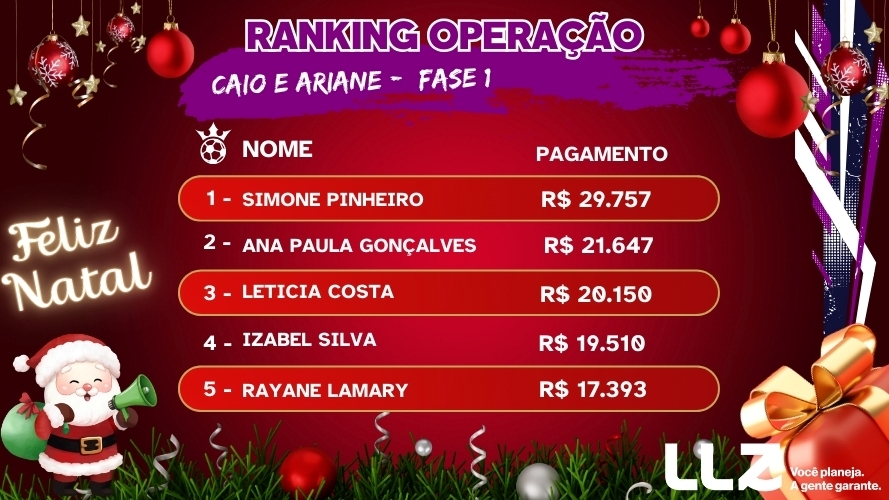 RANKING OPERAÇÃO
CAIO E ARIANE - FASE 1
NOME PAGAMENTO
1 - SIMONE PINHEIRO R$ 29.757
2 - ANA PAULA GONÇALVES R$ 21.647
3 - LETICIA COSTA R$ 20.150
4 - IZABEL SILVA R$ 19.510
5 - RAYANE LAMARY R$ 17.393
Feliz
Natal
LLZ
Você planeja.
A gente garante.